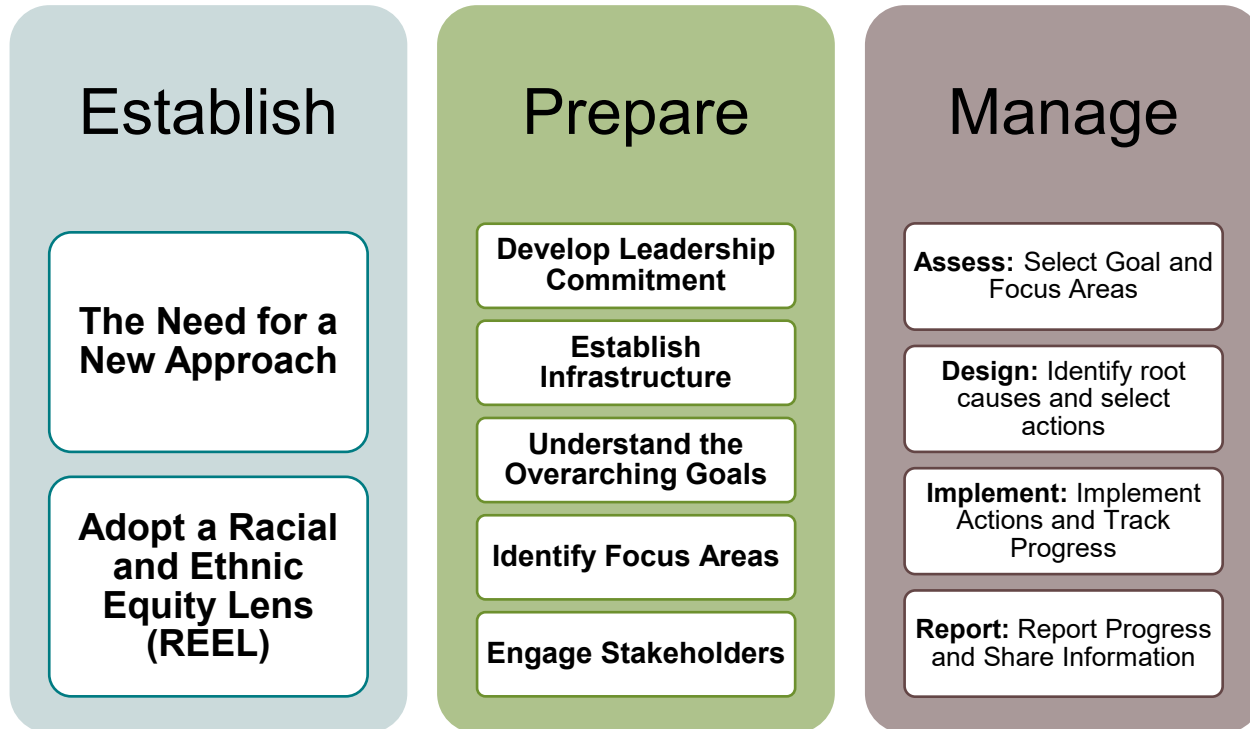 Establish
The Need for a
New Approach
Adopt a Racial
and Ethnic
Equity Lens
(REEL)
Prepare
Develop Leadership
Commitment
Establish
Infrastructure
Understand the
Overarching Goals
Identify Focus Areas
Engage Stakeholders
Manage
Assess: Select Goal and
Focus Areas
Design: Identify root
causes and select
actions
Implement: Implement
Actions and Track
Progress
Report: Report Progress
and Share Information